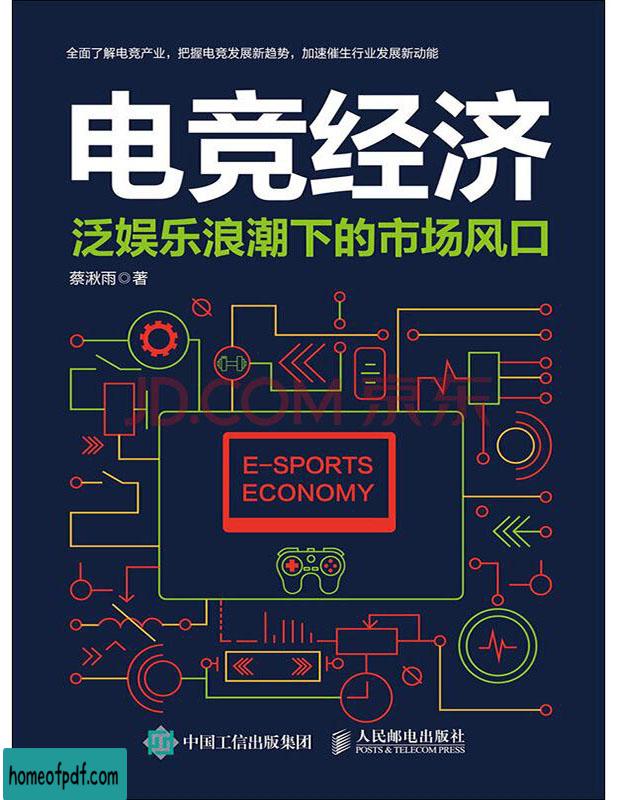 全面了解电竞产业，把握电竞发展新趋势，加速催生行业发展新动能
电竞经济
泛娱乐浪潮下的市场风口
蔡湫雨◎著
JD.COM 京东
E-SPORTS
ECONOMY
中国工信出版集团
人民邮电出版社
POSTS & TELECOM PRESS
homeofpdf.com